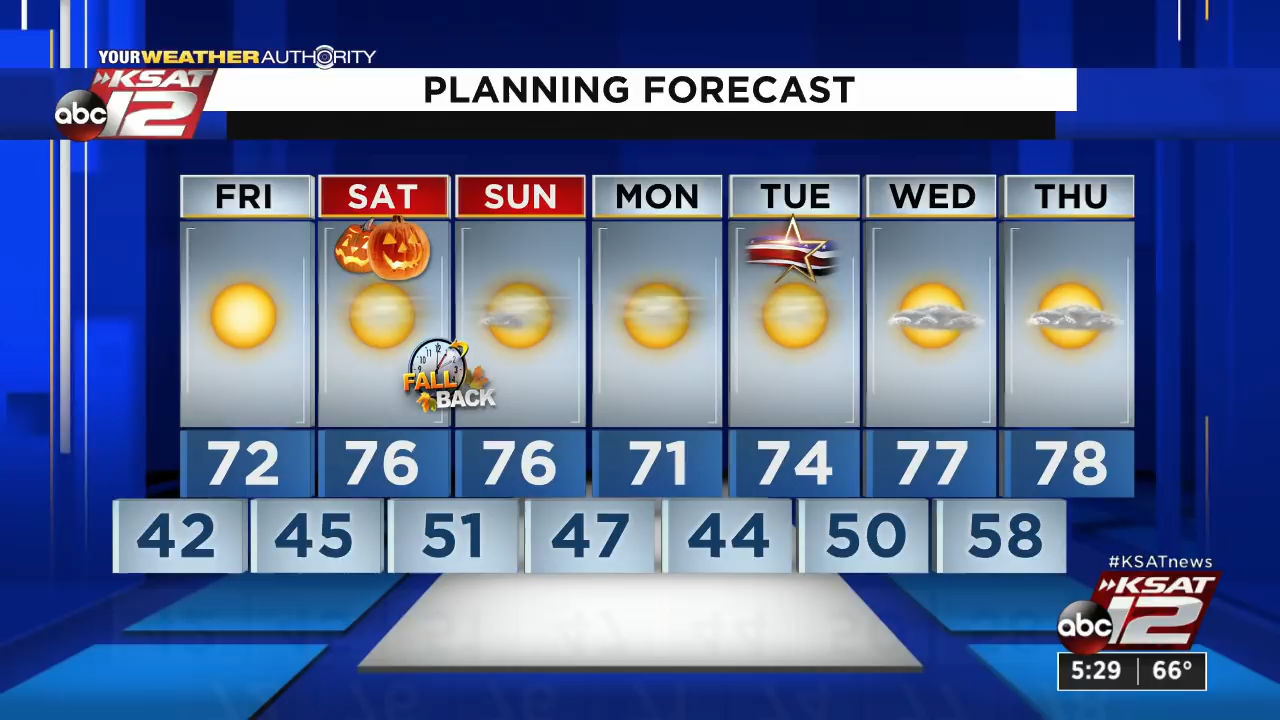 YOURWEATHERAUTHORITY
KSAT
abc 12
PLANNING FORECAST
FRI SAT SUN MON TUE WED THU
FALL
BACK
72 76 76 71 74 77 78
42 45 51 47 44 50 58
#KSATnews
KSAT
abc 12
5:29 66°